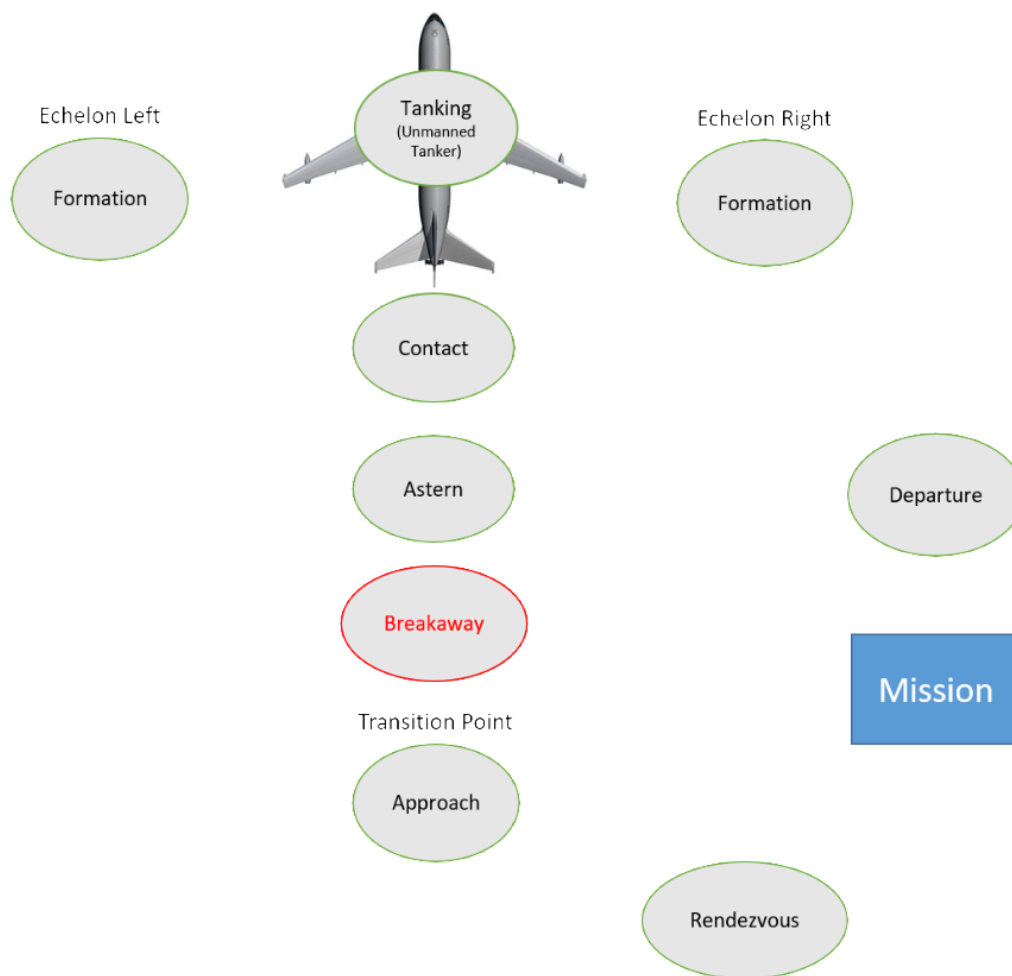 Tanking
(Unmanned
Tanker)
Echelon Left
Echelon Right
Formation
Formation
Contact
Astern
Departure
Breakaway
Mission
Transition Point
Approach
Rendezvous